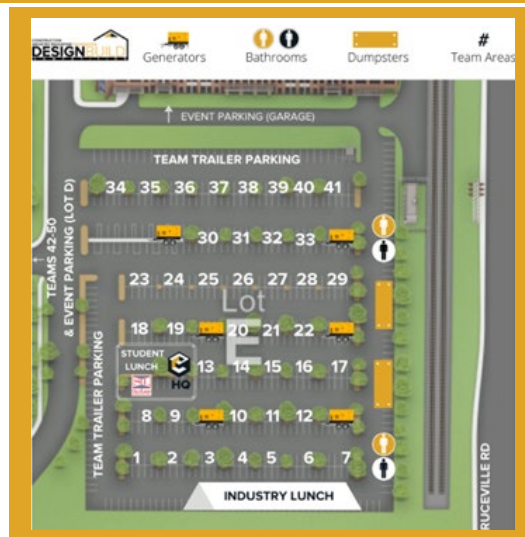 CONSTRUCTION
DESIGNBUILD
Generators
Bathrooms
Dumpsters
#
Team Areas
↑ EVENT PARKING (GARAGE)
TEAM TRAILER PARKING
34 35 36 37 38 39 40 41
TEAMS 42-50
& EVENT PARKING (LOT D)
30 31 32 33
23 24 25 26 27 28 29
Lot
E
18 19 20 21 22
STUDENT
LUNCH
HQ
13 14 15 16 17
TEAM TRAILER PARKING
8 9 10 11 12
1 2 3 4 5 6 7
INDUSTRY LUNCH
RUCEVILLE RD